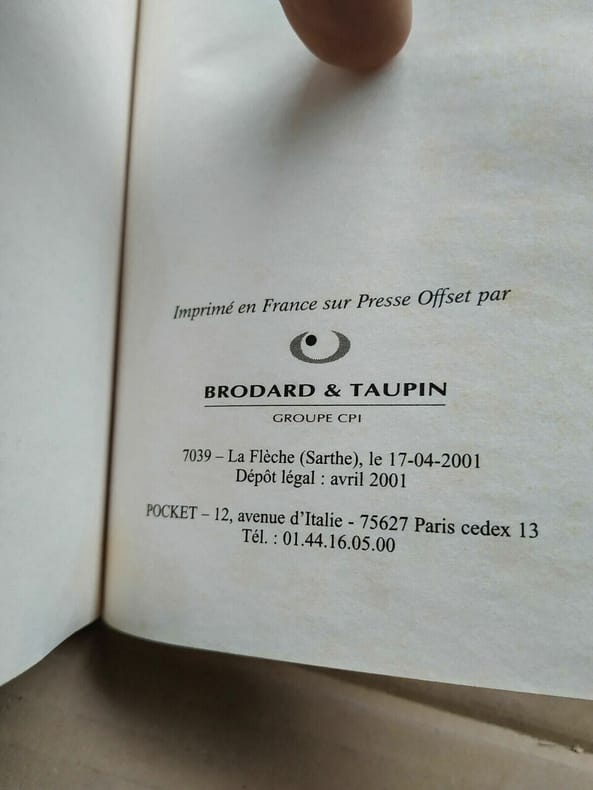 Imprimé en France sur Presse Offset par
BRODARD & TAUPIN
GROUPE CPI
7039 – La Flèche (Sarthe), le 17-04-2001
Dépôt légal : avril 2001
POCKET – 12, avenue d'Italie - 75627 Paris cedex 13
Tél. : 01.44.16.05.00